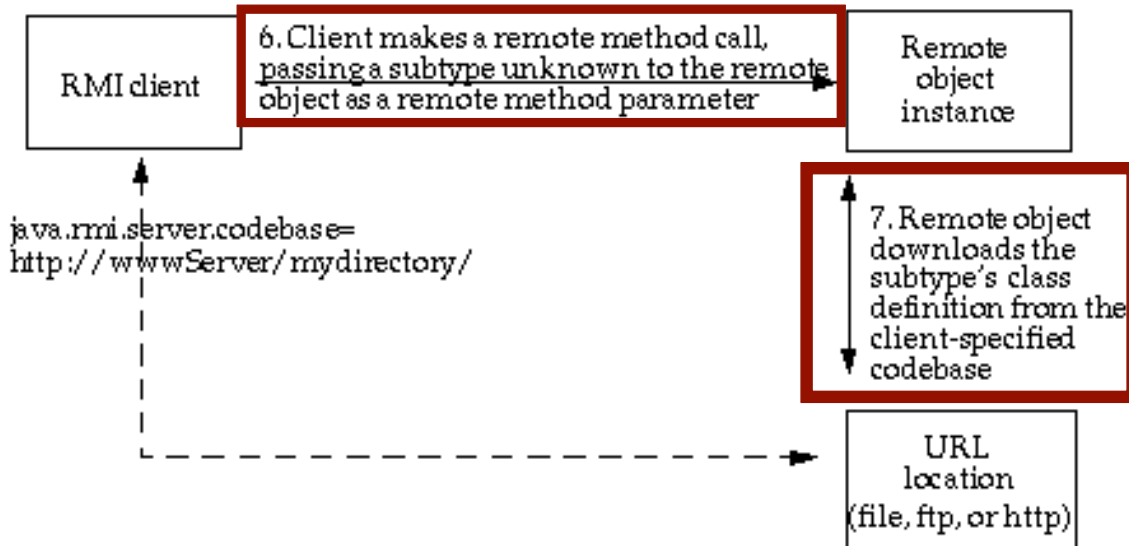 RMI client
6. Client makes a remote method call,
passing a subtype unknown to the remote
object as a remote method parameter
Remote
object
instance
java.rmi.server.codebase=
http://wwwServer/mydirectory/
7. Remote object
downloads the
subtype's class
definition from the
client-specified
codebase
URL
location
(file, ftp, or http)